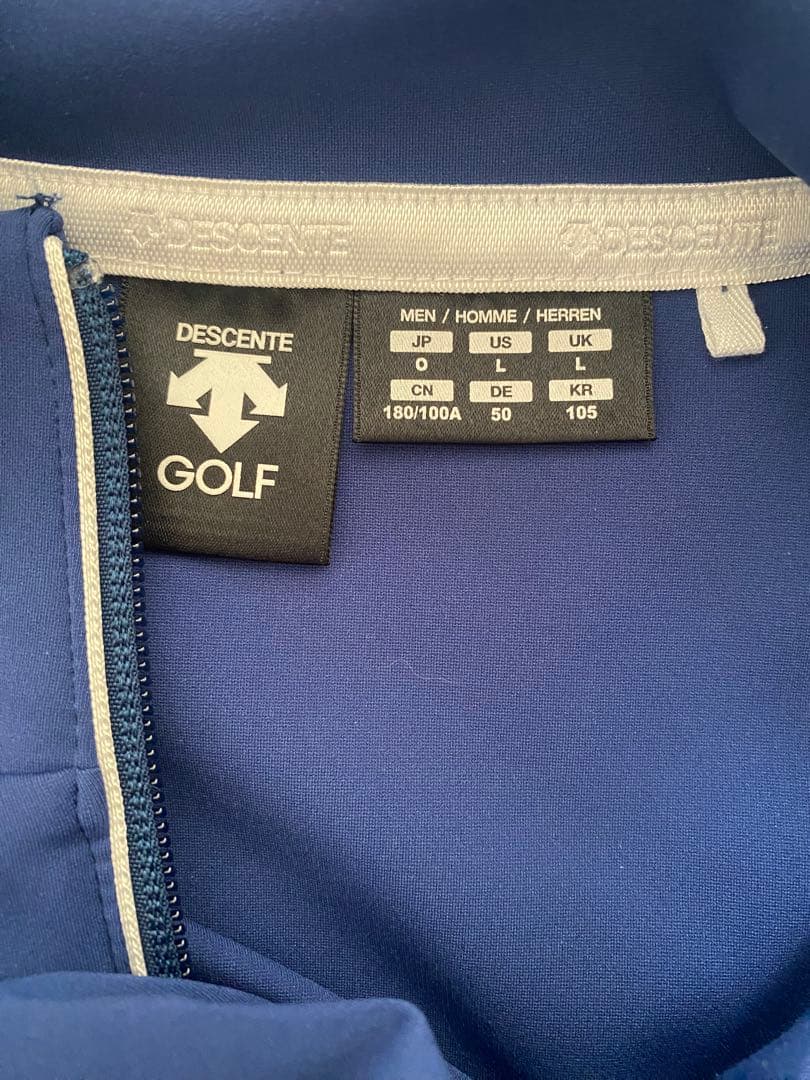 DESCENTE DESCENTE
DESCENTE
GOLF
MEN / HOMME / HERREN
JP US UK
O L L
CN DE KR
180/100A 50 105